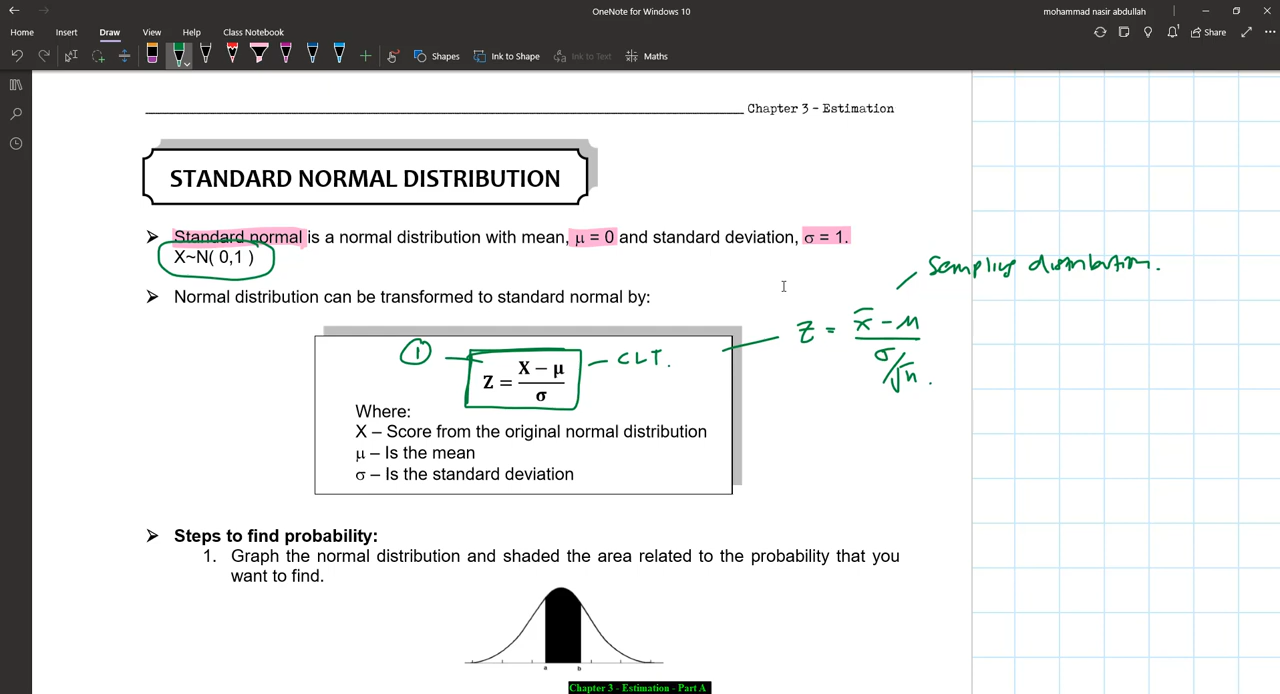 OneNote for Windows 10
mohammad nasir abdullah
Home Insert Draw View Help Class Notebook
Share
Shapes Ink to Shape Ink to Text Maths
Chapter 3 – Estimation
STANDARD NORMAL DISTRIBUTION
➤ Standard normal is a normal distribution with mean, μ = 0 and standard deviation, σ = 1.
X~N( 0,1 )
sampling distribution.
➤ Normal distribution can be transformed to standard normal by:
Z = x̄ – μ
σ/√n.
① CLT.
Z = X – μ
σ
Where:
X – Score from the original normal distribution
μ – Is the mean
σ – Is the standard deviation
➤ Steps to find probability:
1. Graph the normal distribution and shaded the area related to the probability that you
want to find.
a b
Chapter 3 - Estimation - Part A